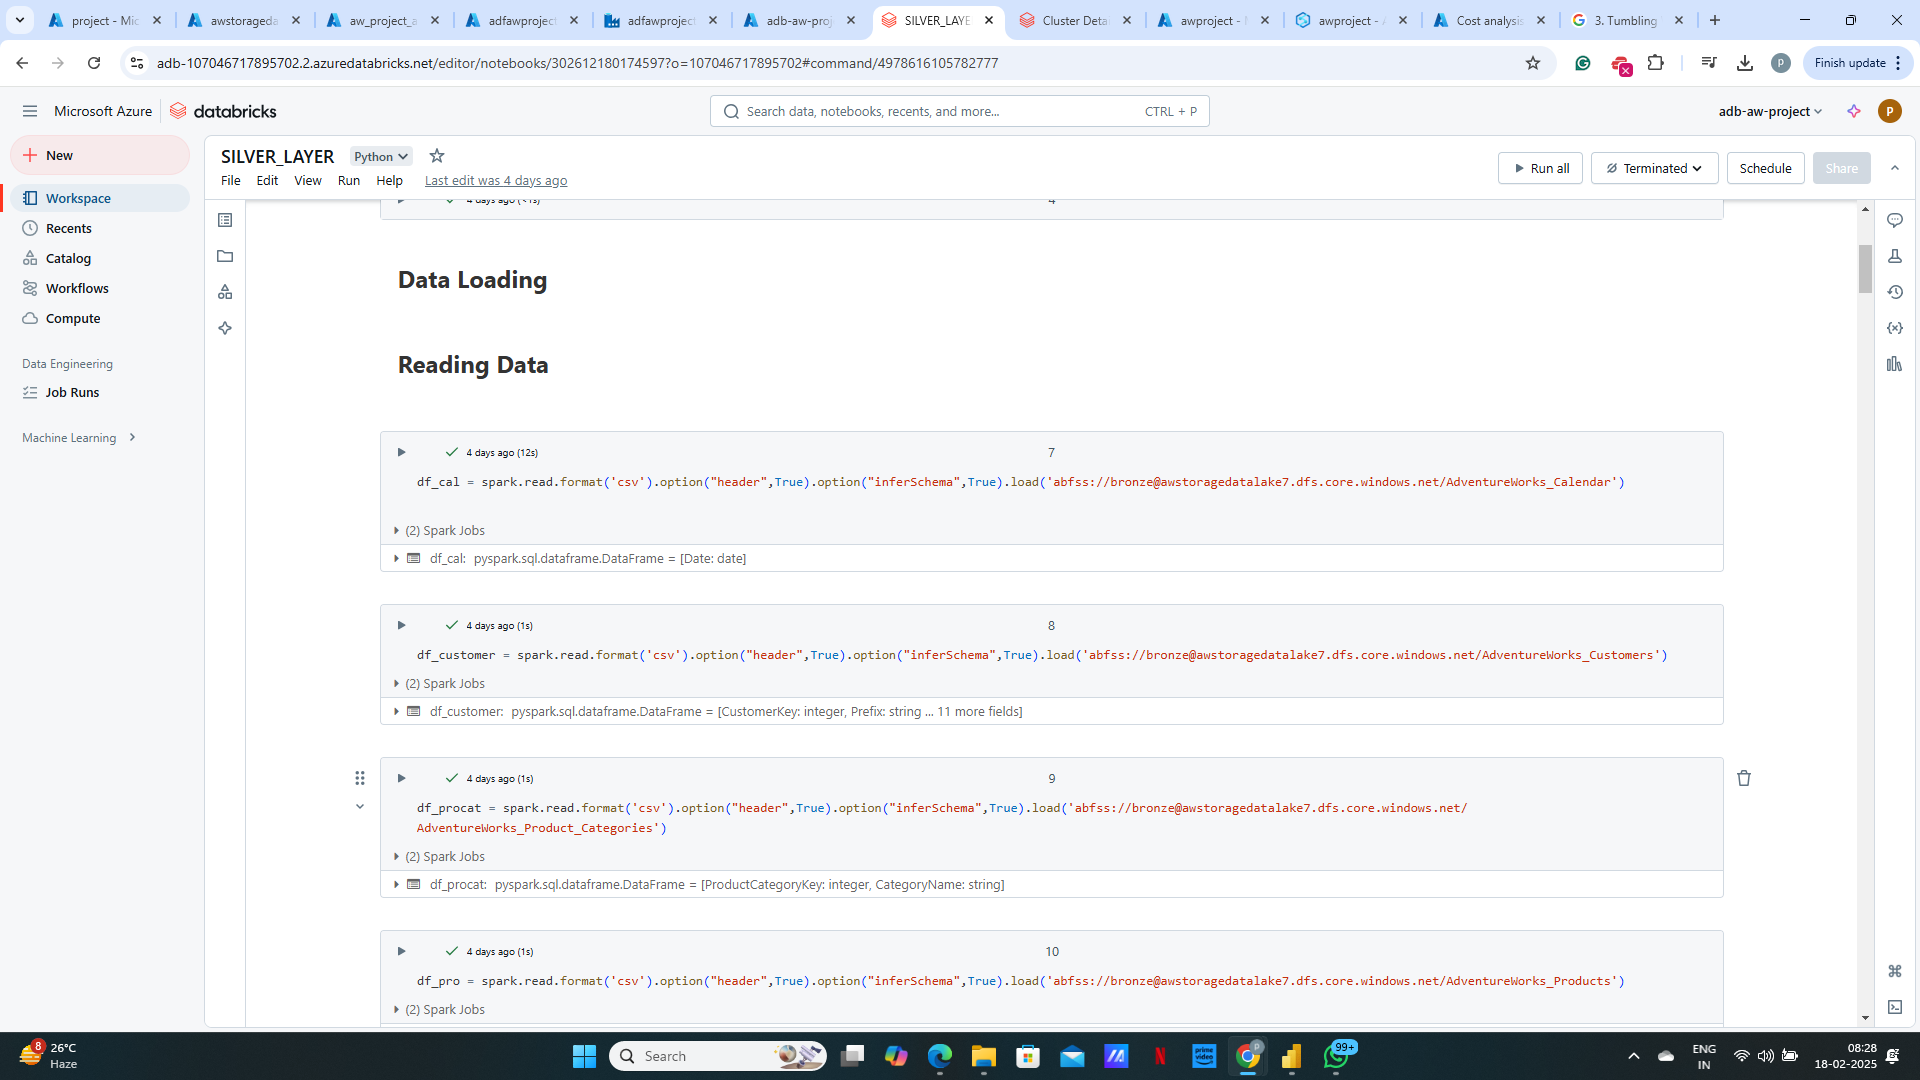 project - Mic
awstorageda
aw_project_a
adfawproject
adfawproject
adb-aw-proj
SILVER_LAYE
Cluster Deta
awproject - M
awproject - A
Cost analysis
3. Tumbling
adb-107046717895702.2.azuredatabricks.net/editor/notebooks/302612180174597?o=107046717895702#command/4978616105782777
P
Finish update
Microsoft Azure
databricks
Search data, notebooks, recents, and more...
CTRL + P
adb-aw-project
P
New
Workspace
Recents
Catalog
Workflows
Compute
Data Engineering
Job Runs
Machine Learning
SILVER_LAYER
Python
File
Edit
View
Run
Help
Last edit was 4 days ago
Run all
Terminated
Schedule
Share
4 days ago (<1s)
4
Data Loading
Reading Data
4 days ago (12s)
7
df_cal = spark.read.format('csv').option("header",True).option("inferSchema",True).load('abfss://bronze@awstoragedatalake7.dfs.core.windows.net/AdventureWorks_Calendar')
(2) Spark Jobs
df_cal: pyspark.sql.dataframe.DataFrame = [Date: date]
4 days ago (1s)
8
df_customer = spark.read.format('csv').option("header",True).option("inferSchema",True).load('abfss://bronze@awstoragedatalake7.dfs.core.windows.net/AdventureWorks_Customers')
(2) Spark Jobs
df_customer: pyspark.sql.dataframe.DataFrame = [CustomerKey: integer, Prefix: string ... 11 more fields]
4 days ago (1s)
9
df_procat = spark.read.format('csv').option("header",True).option("inferSchema",True).load('abfss://bronze@awstoragedatalake7.dfs.core.windows.net/
AdventureWorks_Product_Categories')
(2) Spark Jobs
df_procat: pyspark.sql.dataframe.DataFrame = [ProductCategoryKey: integer, CategoryName: string]
4 days ago (1s)
10
df_pro = spark.read.format('csv').option("header",True).option("inferSchema",True).load('abfss://bronze@awstoragedatalake7.dfs.core.windows.net/AdventureWorks_Products')
(2) Spark Jobs
8
26°C
Haze
Search
prime video
99+
ENG
IN
08:28
18-02-2025